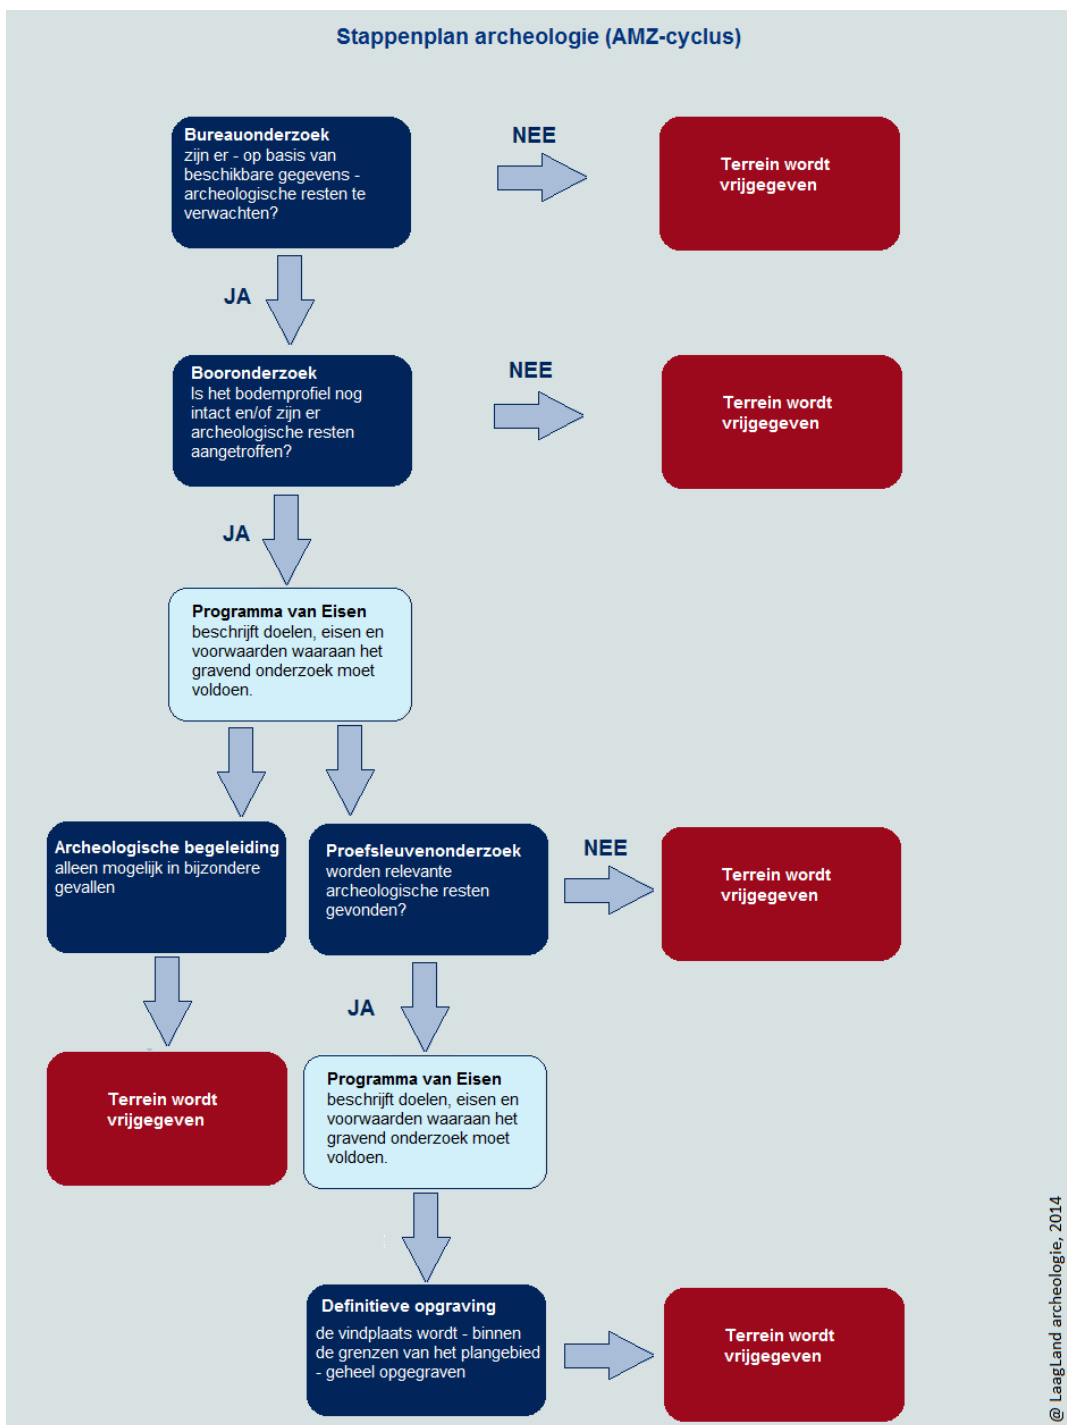 Stappenplan archeologie (AMZ-cyclus)
Bureauonderzoek
zijn er - op basis van
beschikbare gegevens -
archeologische resten te
verwachten?
NEE
Terrein wordt
vrijgegeven
JA
Booronderzoek
Is het bodemprofiel nog
intact en/of zijn er
archeologische resten
aangetroffen?
NEE
Terrein wordt
vrijgegeven
JA
Programma van Eisen
beschrijft doelen, eisen en
voorwaarden waaraan het
gravend onderzoek moet
voldoen.
Archeologische begeleiding
alleen mogelijk in bijzondere
gevallen
Proefsleuvenonderzoek
worden relevante
archeologische resten
gevonden?
NEE
Terrein wordt
vrijgegeven
JA
Terrein wordt
vrijgegeven
Programma van Eisen
beschrijft doelen, eisen en
voorwaarden waaraan het
gravend onderzoek moet
voldoen.
Definitieve opgraving
de vindplaats wordt - binnen
de grenzen van het plangebied
- geheel opgegraven
Terrein wordt
vrijgegeven
@ LaagLand archeologie, 2014